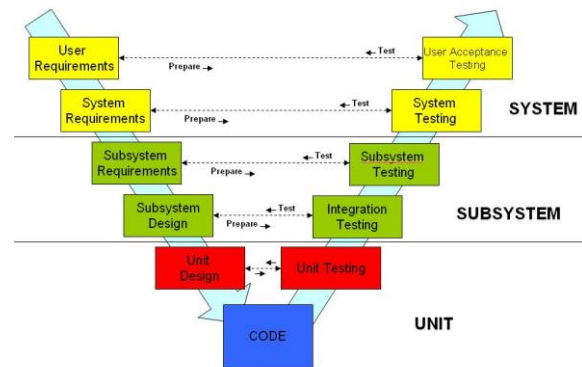 User
Requirements
← Test
Prepare →
User Acceptance
Testing
System
Requirements
← Test
Prepare →
System
Testing
SYSTEM
Subsystem
Requirements
← Test
Prepare →
Subsystem
Testing
Subsystem
Design
← Test
Prepare →
Integration
Testing
SUBSYSTEM
Unit
Design
Unit Testing
CODE
UNIT